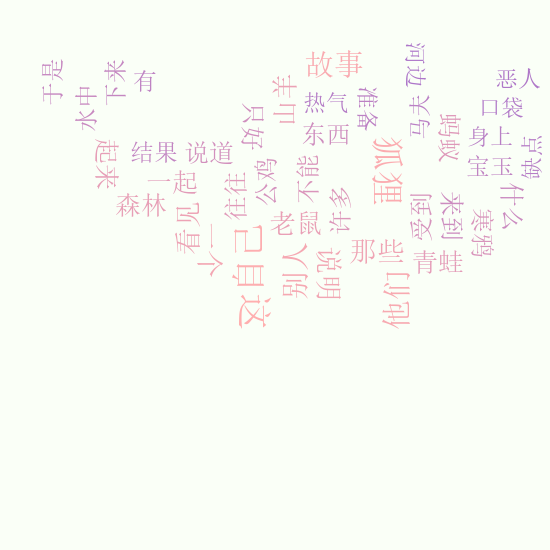 故事
河边
恶人
于是
下来
有
水中
山羊
热气
准备
口袋
马夫
只好
东西
蚂蚁
身上
起来
结果
说道
狐狸
宝玉
一起
往往
公鸡
不能
森林
看见
老鼠
许多
受到
来到
什么
寒鸦
一个
自己
别人
说明
那些
青蛙
这
他们